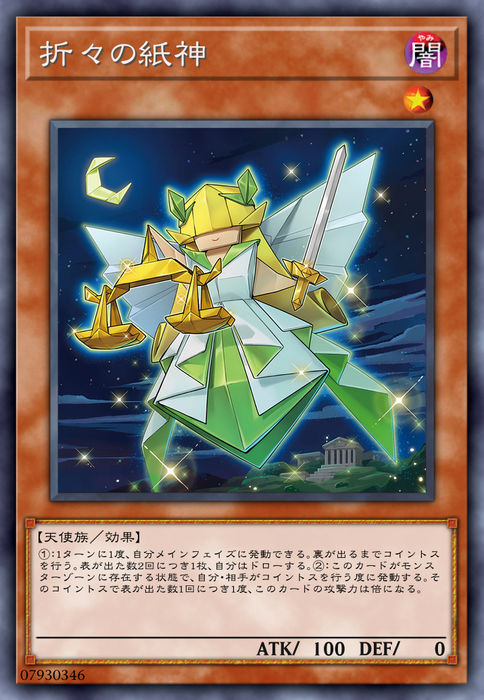 折々の紙神
やみ
闇
【天使族/効果】
①:1ターンに1度、自分メインフェイズに発動できる。裏が出るまでコイントス
を行う。表が出た数2回につき1枚、自分はドローする。②:このカードがモンス
ターゾーンに存在する状態で、自分・相手がコイントスを行う度に発動する。そ
のコイントスで表が出た数1回につき1度、このカードの攻撃力は倍になる。
ATK/ 100 DEF/ 0
07930346